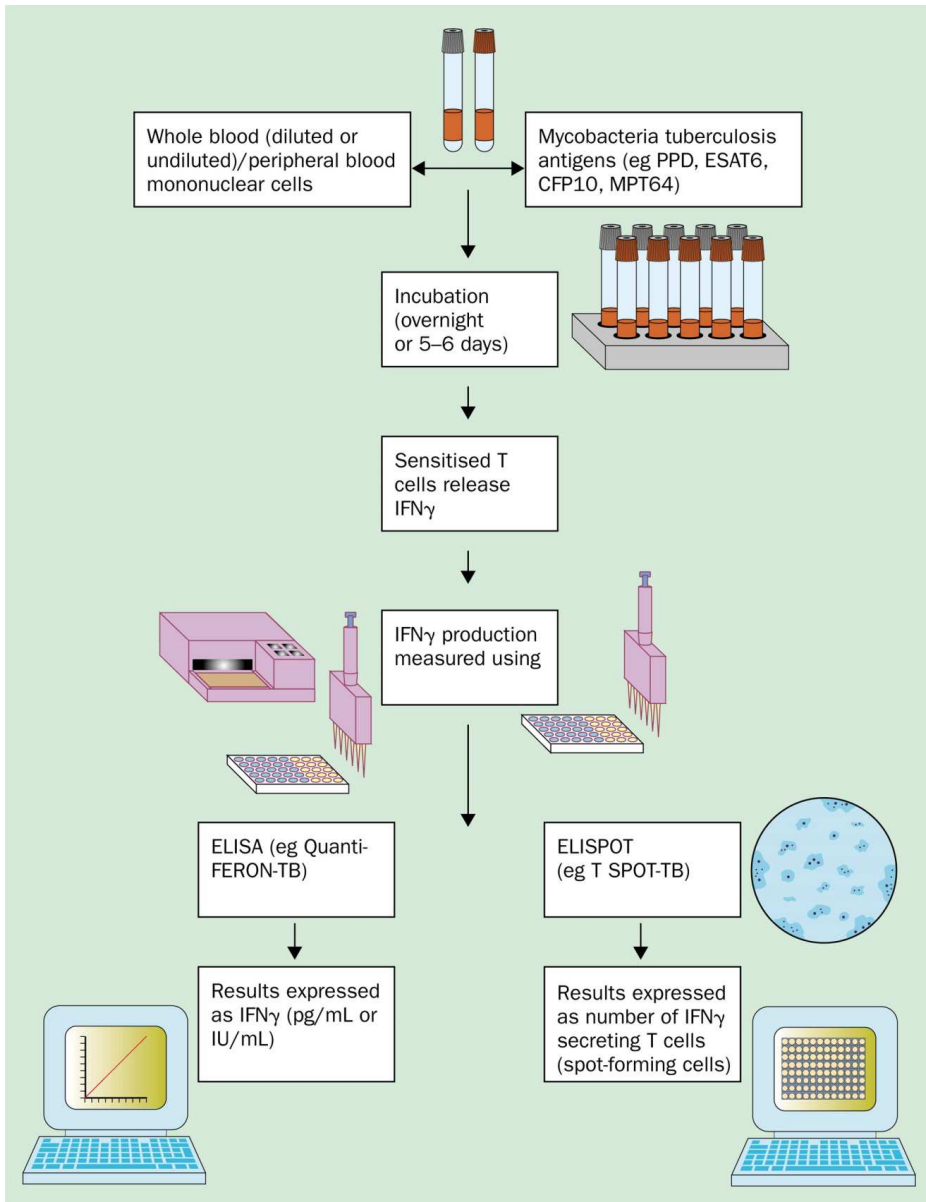 Whole blood (diluted or
undiluted)/peripheral blood
mononuclear cells
Mycobacteria tuberculosis
antigens (eg PPD, ESAT6,
CFP10, MPT64)
Incubation
(overnight
or 5–6 days)
Sensitised T
cells release
IFNγ
IFNγ production
measured using
ELISA (eg Quanti-
FERON-TB)
ELISPOT
(eg T SPOT-TB)
Results expressed
as IFNγ (pg/mL or
IU/mL)
Results expressed
as number of IFNγ
secreting T cells
(spot-forming cells)